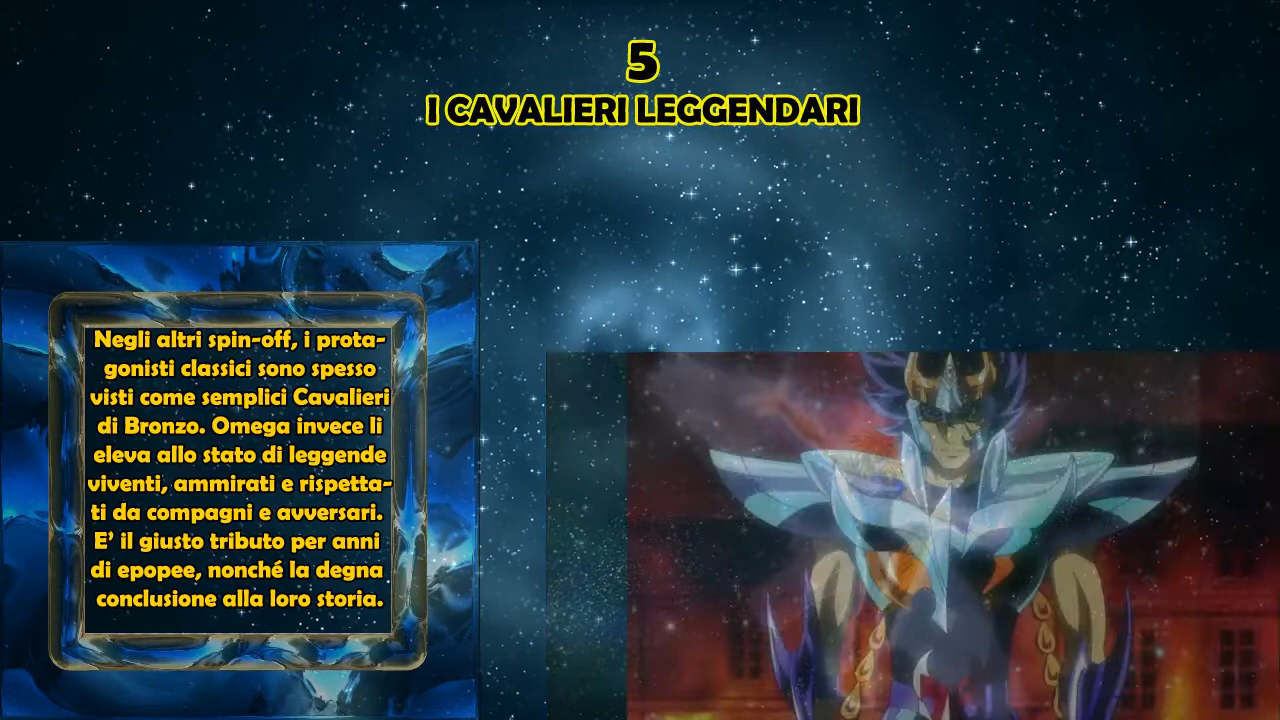 5
I CAVALIERI LEGGENDARI
Negli altri spin-off, i prota-
gonisti classici sono spesso
visti come semplici Cavalieri
di Bronzo. Omega invece li
eleva allo stato di leggende
viventi, ammirati e rispetta-
ti da compagni e avversari.
E' il giusto tributo per anni
di epopee, nonché la degna
conclusione alla loro storia.